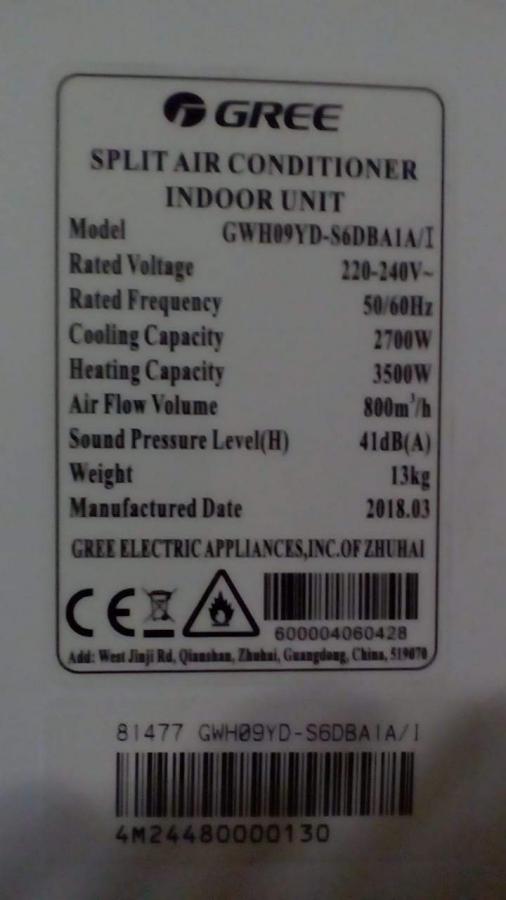 GREE
SPLIT AIR CONDITIONER
INDOOR UNIT
Model GWH09YD-S6DBA1A/I
Rated Voltage 220-240V~
Rated Frequency 50/60Hz
Cooling Capacity 2700W
Heating Capacity 3500W
Air Flow Volume 800m³/h
Sound Pressure Level(H) 41dB(A)
Weight 13kg
Manufactured Date 2018.03
GREE ELECTRIC APPLIANCES,INC.OF ZHUHAI
CE
600004060428
Add: West Jinji Rd, Qianshan, Zhuhai, Guangdong, China, 519070
81477 GWH09YD-S6DBA1A/I
4M24480000130